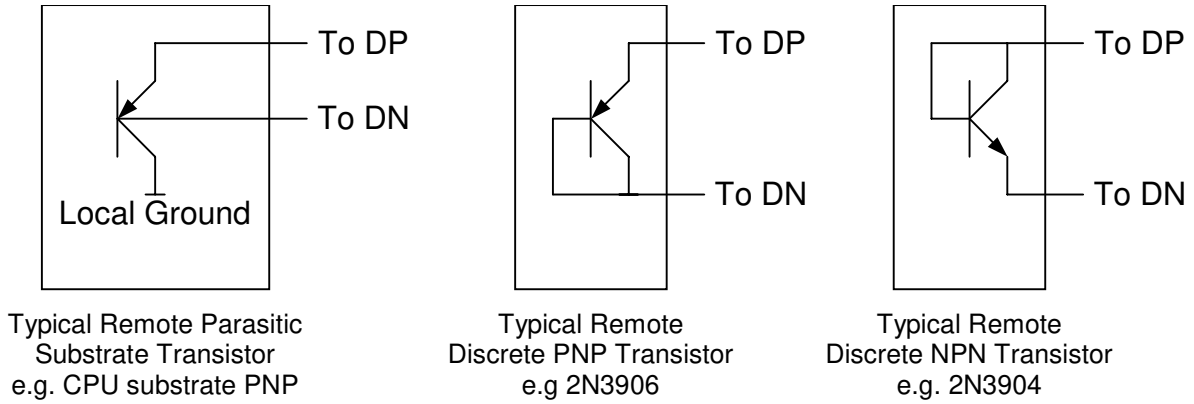 To DP
To DN
Local Ground
Typical Remote Parasitic
Substrate Transistor
e.g. CPU substrate PNP
To DP
To DN
Typical Remote
Discrete PNP Transistor
e.g 2N3906
To DP
To DN
Typical Remote
Discrete NPN Transistor
e.g. 2N3904